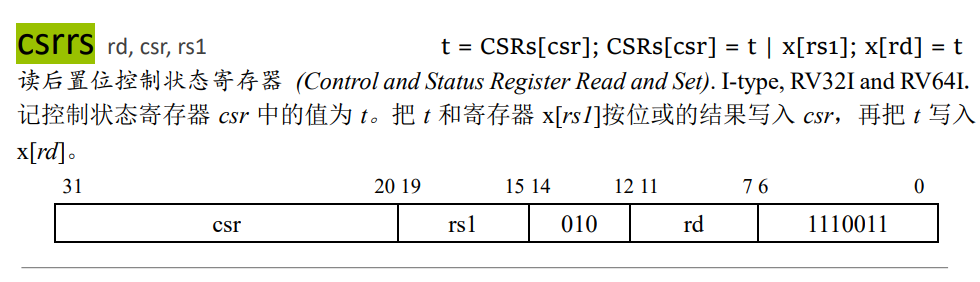 csrrs rd, csr, rs1 t = CSRs[csr]; CSRs[csr] = t | x[rs1]; x[rd] = t
读后置位控制状态寄存器 (Control and Status Register Read and Set). I-type, RV32I and RV64I.
记控制状态寄存器 csr 中的值为 t。把 t 和寄存器 x[rs1]按位或的结果写入 csr，再把 t 写入
x[rd]。
31 20 19 15 14 12 11 7 6 0
csr rs1 010 rd 1110011